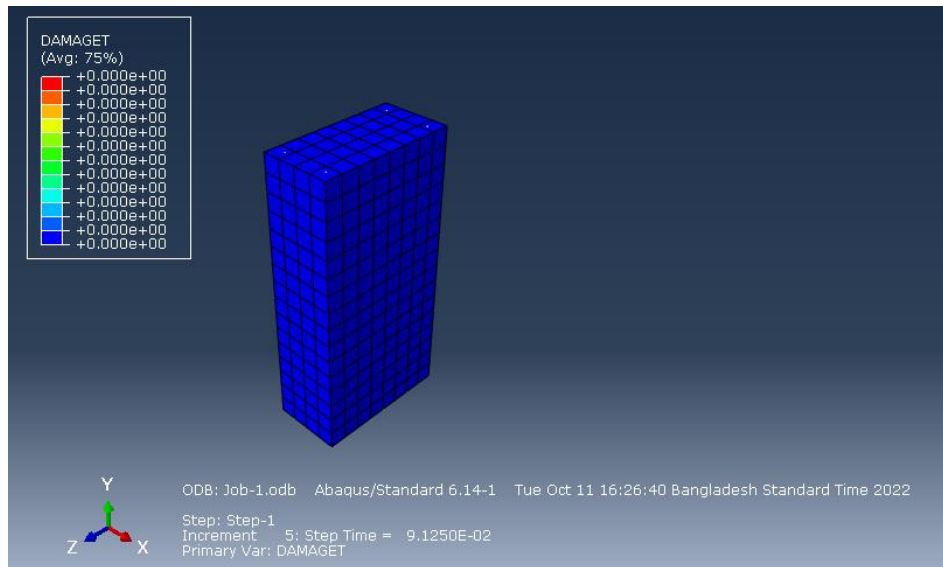 DAMAGET
(Avg: 75%)
+0.000e+00
+0.000e+00
+0.000e+00
+0.000e+00
+0.000e+00
+0.000e+00
+0.000e+00
+0.000e+00
+0.000e+00
+0.000e+00
+0.000e+00
+0.000e+00
+0.000e+00
Y
Z
X
ODB: Job-1.odb Abaqus/Standard 6.14-1 Tue Oct 11 16:26:40 Bangladesh Standard Time 2022
Step: Step-1
Increment 5: Step Time = 9.1250E-02
Primary Var: DAMAGET